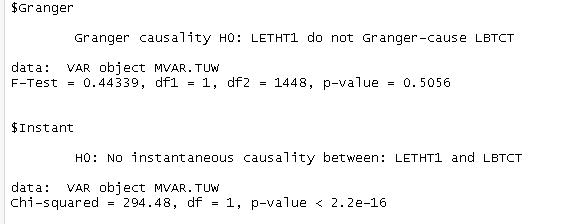 $Granger
Granger causality H0: LETHT1 do not Granger-cause LBTCT
data:  VAR object MVAR.TUW
F-Test = 0.44339, df1 = 1, df2 = 1448, p-value = 0.5056
$Instant
H0: No instantaneous causality between: LETHT1 and LBTCT
data:  VAR object MVAR.TUW
Chi-squared = 294.48, df = 1, p-value < 2.2e-16